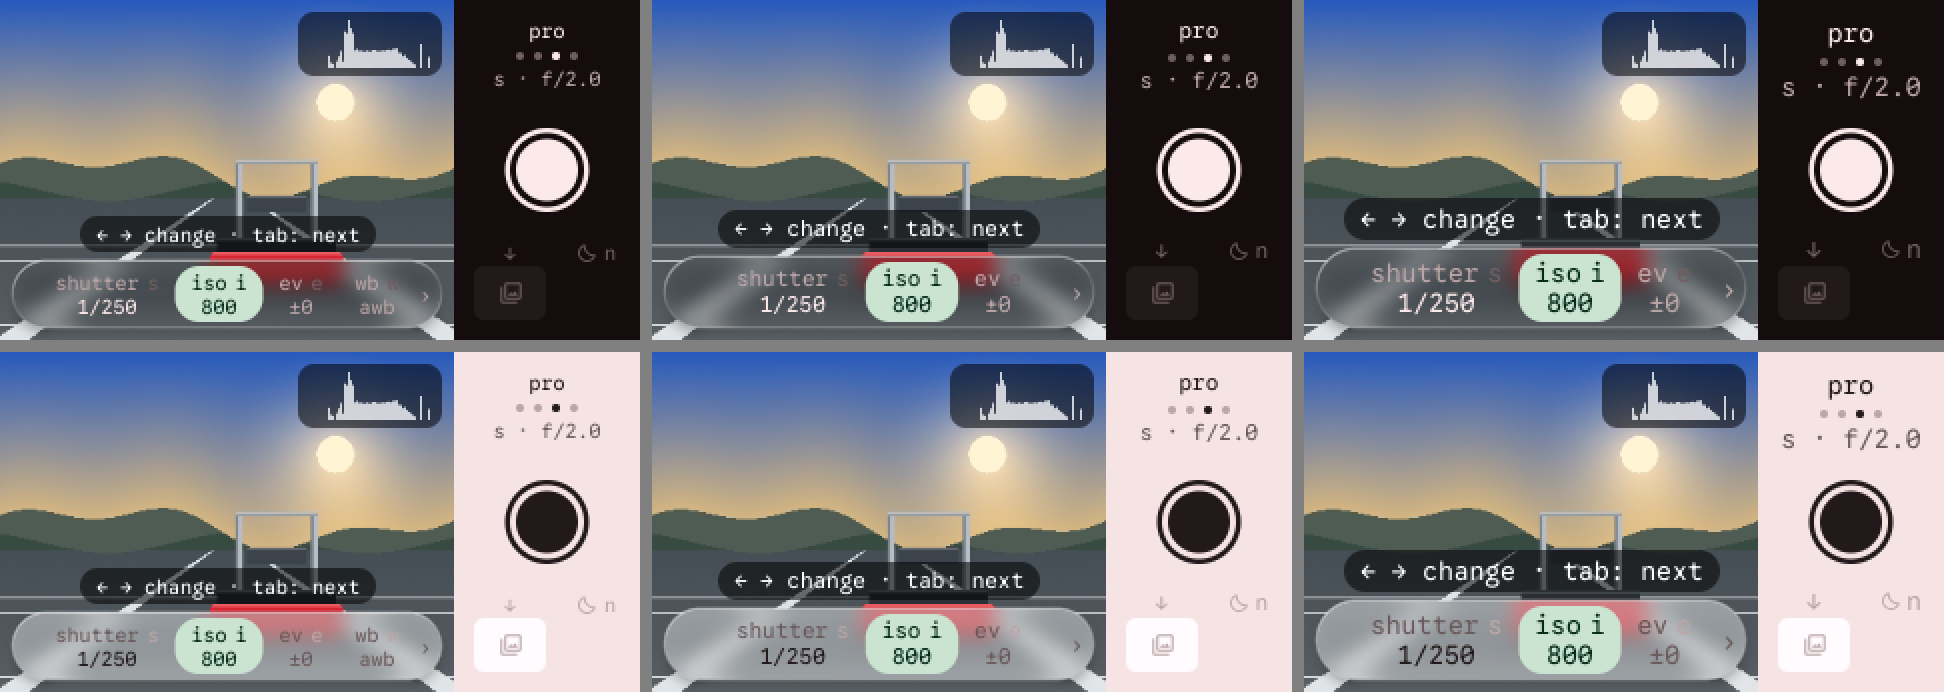 pro
s · f/2.0
← → change · tab: next
↓ n
shutter s iso i ev e wb
1/250 800 ±0 awb ›
pro
s · f/2.0
← → change · tab: next
↓ n
shutter s iso i ev e
1/250 800 ±0 ›
pro
s · f/2.0
← → change · tab: next
↓ n
shutter s iso i ev e
1/250 800 ±0 ›
pro
s · f/2.0
← → change · tab: next
↓ n
shutter s iso i ev e wb
1/250 800 ±0 awb ›
pro
s · f/2.0
← → change · tab: next
↓ n
shutter s iso i ev e
1/250 800 ±0 ›
pro
s · f/2.0
← → change · tab: next
↓ n
shutter s iso i ev e
1/250 800 ±0 ›